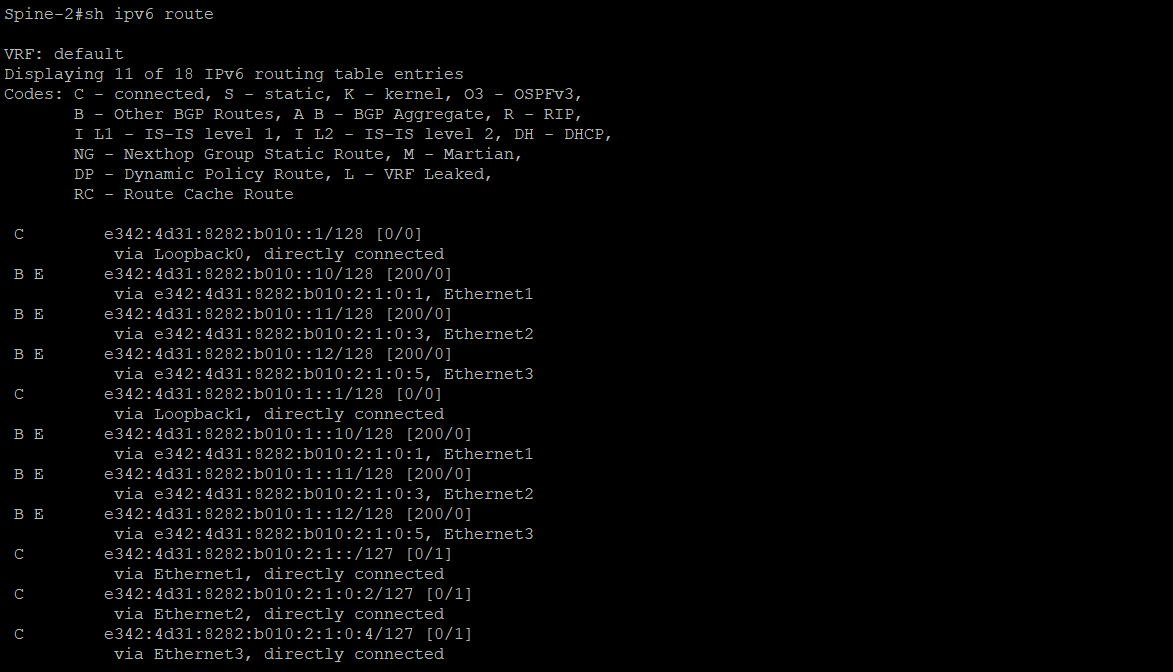 Spine-2#sh ipv6 route
VRF: default
Displaying 11 of 18 IPv6 routing table entries
Codes: C - connected, S - static, K - kernel, O3 - OSPFv3,
B - Other BGP Routes, A B - BGP Aggregate, R - RIP,
I L1 - IS-IS level 1, I L2 - IS-IS level 2, DH - DHCP,
NG - Nexthop Group Static Route, M - Martian,
DP - Dynamic Policy Route, L - VRF Leaked,
RC - Route Cache Route
C e342:4d31:8282:b010::1/128 [0/0]
via Loopback0, directly connected
B E e342:4d31:8282:b010::10/128 [200/0]
via e342:4d31:8282:b010:2:1:0:1, Ethernet1
B E e342:4d31:8282:b010::11/128 [200/0]
via e342:4d31:8282:b010:2:1:0:3, Ethernet2
B E e342:4d31:8282:b010::12/128 [200/0]
via e342:4d31:8282:b010:2:1:0:5, Ethernet3
C e342:4d31:8282:b010:1::1/128 [0/0]
via Loopback1, directly connected
B E e342:4d31:8282:b010:1::10/128 [200/0]
via e342:4d31:8282:b010:2:1:0:1, Ethernet1
B E e342:4d31:8282:b010:1::11/128 [200/0]
via e342:4d31:8282:b010:2:1:0:3, Ethernet2
B E e342:4d31:8282:b010:1::12/128 [200/0]
via e342:4d31:8282:b010:2:1:0:5, Ethernet3
C e342:4d31:8282:b010:2:1::/127 [0/1]
via Ethernet1, directly connected
C e342:4d31:8282:b010:2:1:0:2/127 [0/1]
via Ethernet2, directly connected
C e342:4d31:8282:b010:2:1:0:4/127 [0/1]
via Ethernet3, directly connected